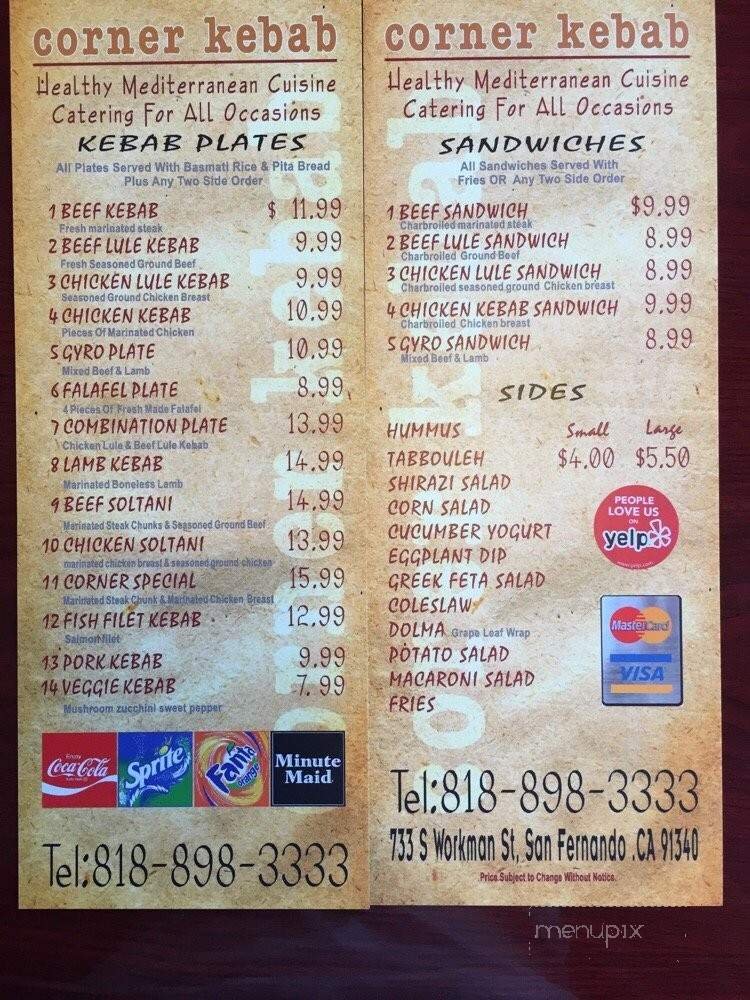 corner kebab
Healthy Mediterranean Cuisine
Catering For All Occasions
KEBAB PLATES
All Plates Served With Basmati Rice & Pita Bread
Plus Any Two Side Order
1 BEEF KEBAB $ 11.99
Fresh marinated steak
2 BEEF LULE KEBAB 9.99
Fresh Seasoned Ground Beef
3 CHICKEN LULE KEBAB 9.99
Seasoned Ground Chicken Breast
4 CHICKEN KEBAB 10.99
Pieces Of Marinated Chicken
5 GYRO PLATE 10.99
Mixed Beef & Lamb
6 FALAFEL PLATE 8.99
4 Pieces Of Fresh Made Falafel
7 COMBINATION PLATE 13.99
Chicken Lule & Beef Lule Kebab
8 LAMB KEBAB 14.99
Marinated Boneless Lamb
9 BEEF SOLTANI 14.99
Marinated Steak Chunks & Seasoned Ground Beef
10 CHICKEN SOLTANI 13.99
marinated chicken breast & seasoned ground chicken
11 CORNER SPECIAL 15.99
Marinated Steak Chunk & Marinated Chicken Breast
12 FISH FILET KEBAB 12.99
Salmon filet
13 PORK KEBAB 9.99
14 VEGGIE KEBAB 7.99
Mushroom zucchini sweet pepper
Enjoy
Coca-Cola
Sprite
Fanta
Orange
Minute
Maid
Tel:818-898-3333
corner kebab
Healthy Mediterranean Cuisine
Catering For All Occasions
SANDWICHES
All Sandwiches Served With
Fries OR Any Two Side Order
1 BEEF SANDWICH $9.99
Charbroiled marinated steak
2 BEEF LULE SANDWICH 8.99
Charbroiled Ground Beef
3 CHICKEN LULE SANDWICH 8.99
Charbroiled seasoned ground Chicken breast
4 CHICKEN KEBAB SANDWICH 9.99
Charbroiled Chicken breast
5 GYRO SANDWICH 8.99
Mixed Beef & Lamb
SIDES
HUMMUS Small Large
TABBOULEH $4.00 $5.50
SHIRAZI SALAD
CORN SALAD
CUCUMBER YOGURT
EGGPLANT DIP
GREEK FETA SALAD
COLESLAW
DOLMA Grape Leaf Wrap
POTATO SALAD
MACARONI SALAD
FRIES
PEOPLE
LOVE US
ON
yelp
www.yelp.com
MasterCard
VISA
Tel:818-898-3333
733 S Workman St, San Fernando .CA 91340
Price Subject to Change Without Notice.
menupix